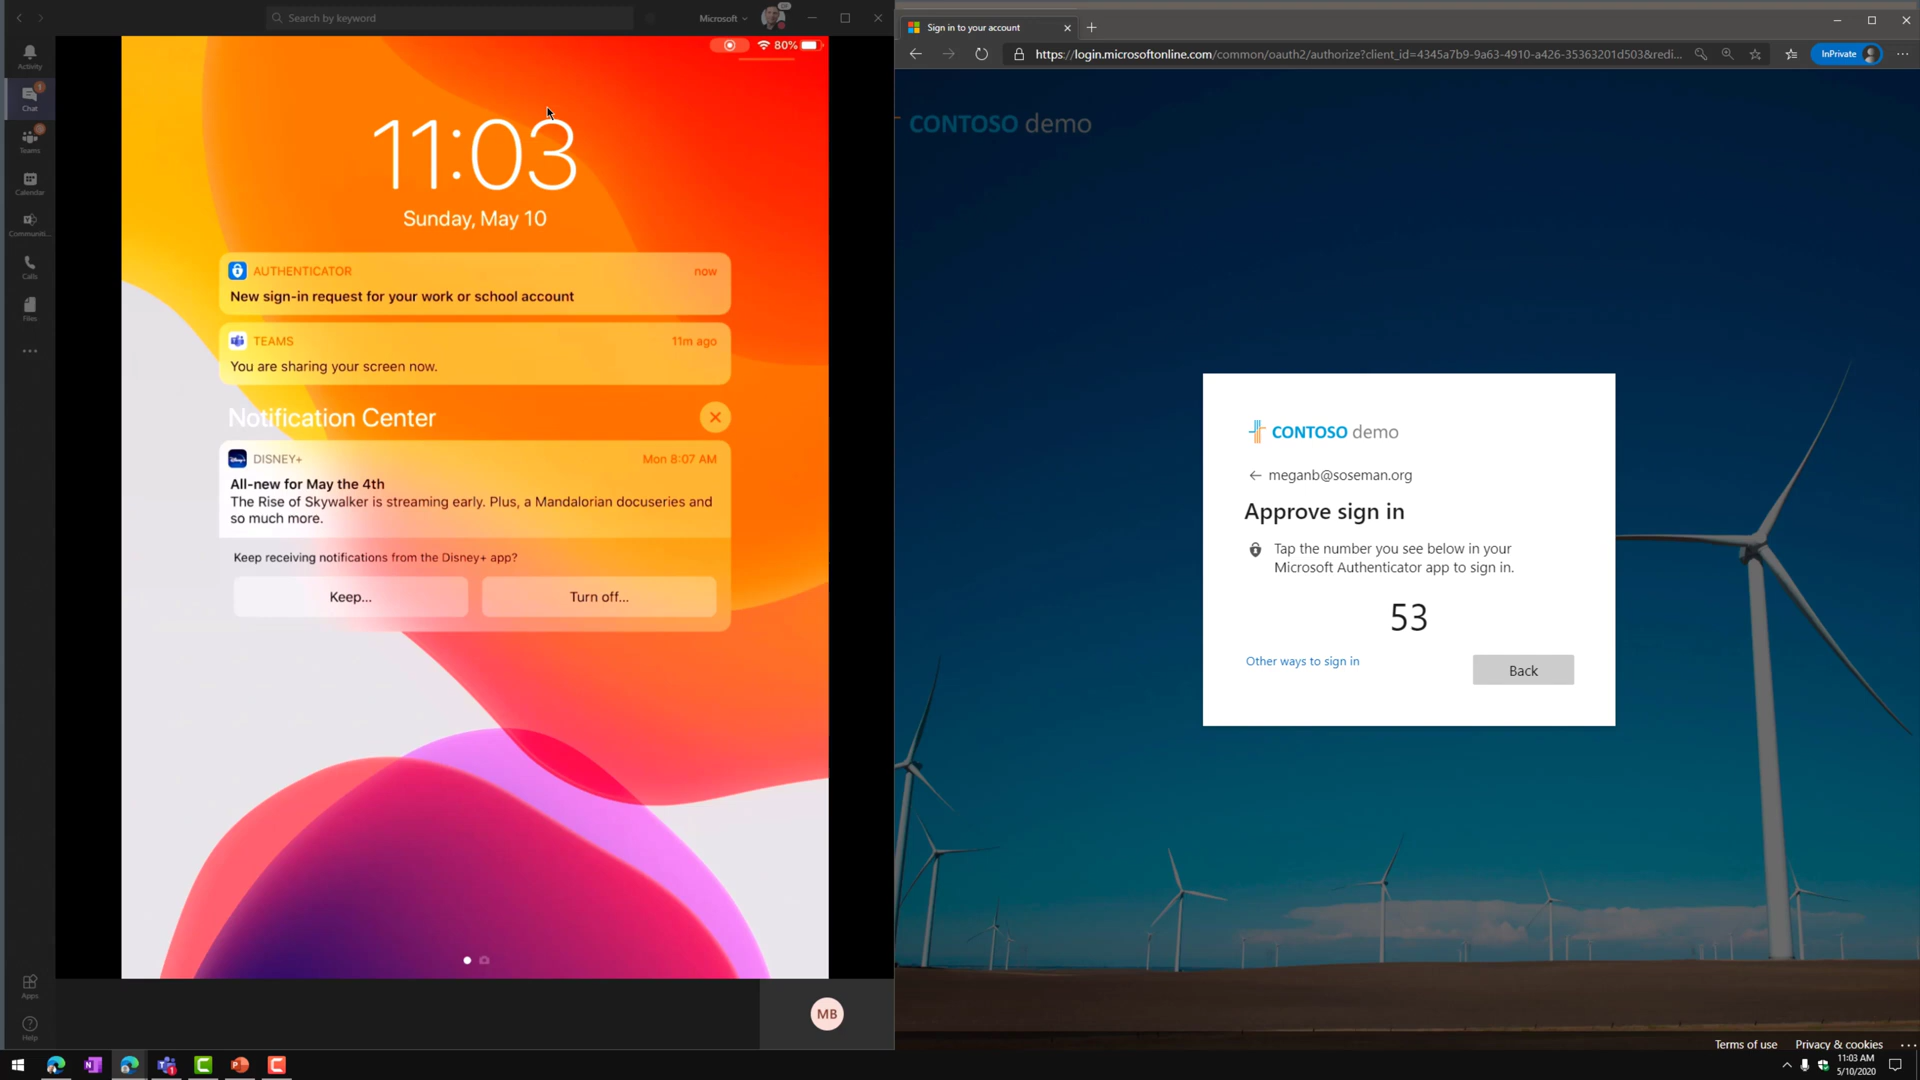 Search by keyword
Microsoft
Activity
Chat
1
Teams
Calendar
Communiti...
Calls
Files
Apps
Help
80%
11:03
Sunday, May 10
AUTHENTICATOR
now
New sign-in request for your work or school account
TEAMS
11m ago
You are sharing your screen now.
Notification Center
DISNEY+
Mon 8:07 AM
All-new for May the 4th
The Rise of Skywalker is streaming early. Plus, a Mandalorian docuseries and
so much more.
Keep receiving notifications from the Disney+ app?
Keep...
Turn off...
MB
Sign in to your account
https://login.microsoftonline.com/common/oauth2/authorize?client_id=4345a7b9-9a63-4910-a426-35363201d503&redi...
InPrivate
CONTOSO demo
CONTOSO demo
meganb@soseman.org
Approve sign in
Tap the number you see below in your
Microsoft Authenticator app to sign in.
53
Other ways to sign in
Back
Terms of use
Privacy & cookies
...
11:03 AM
5/10/2020